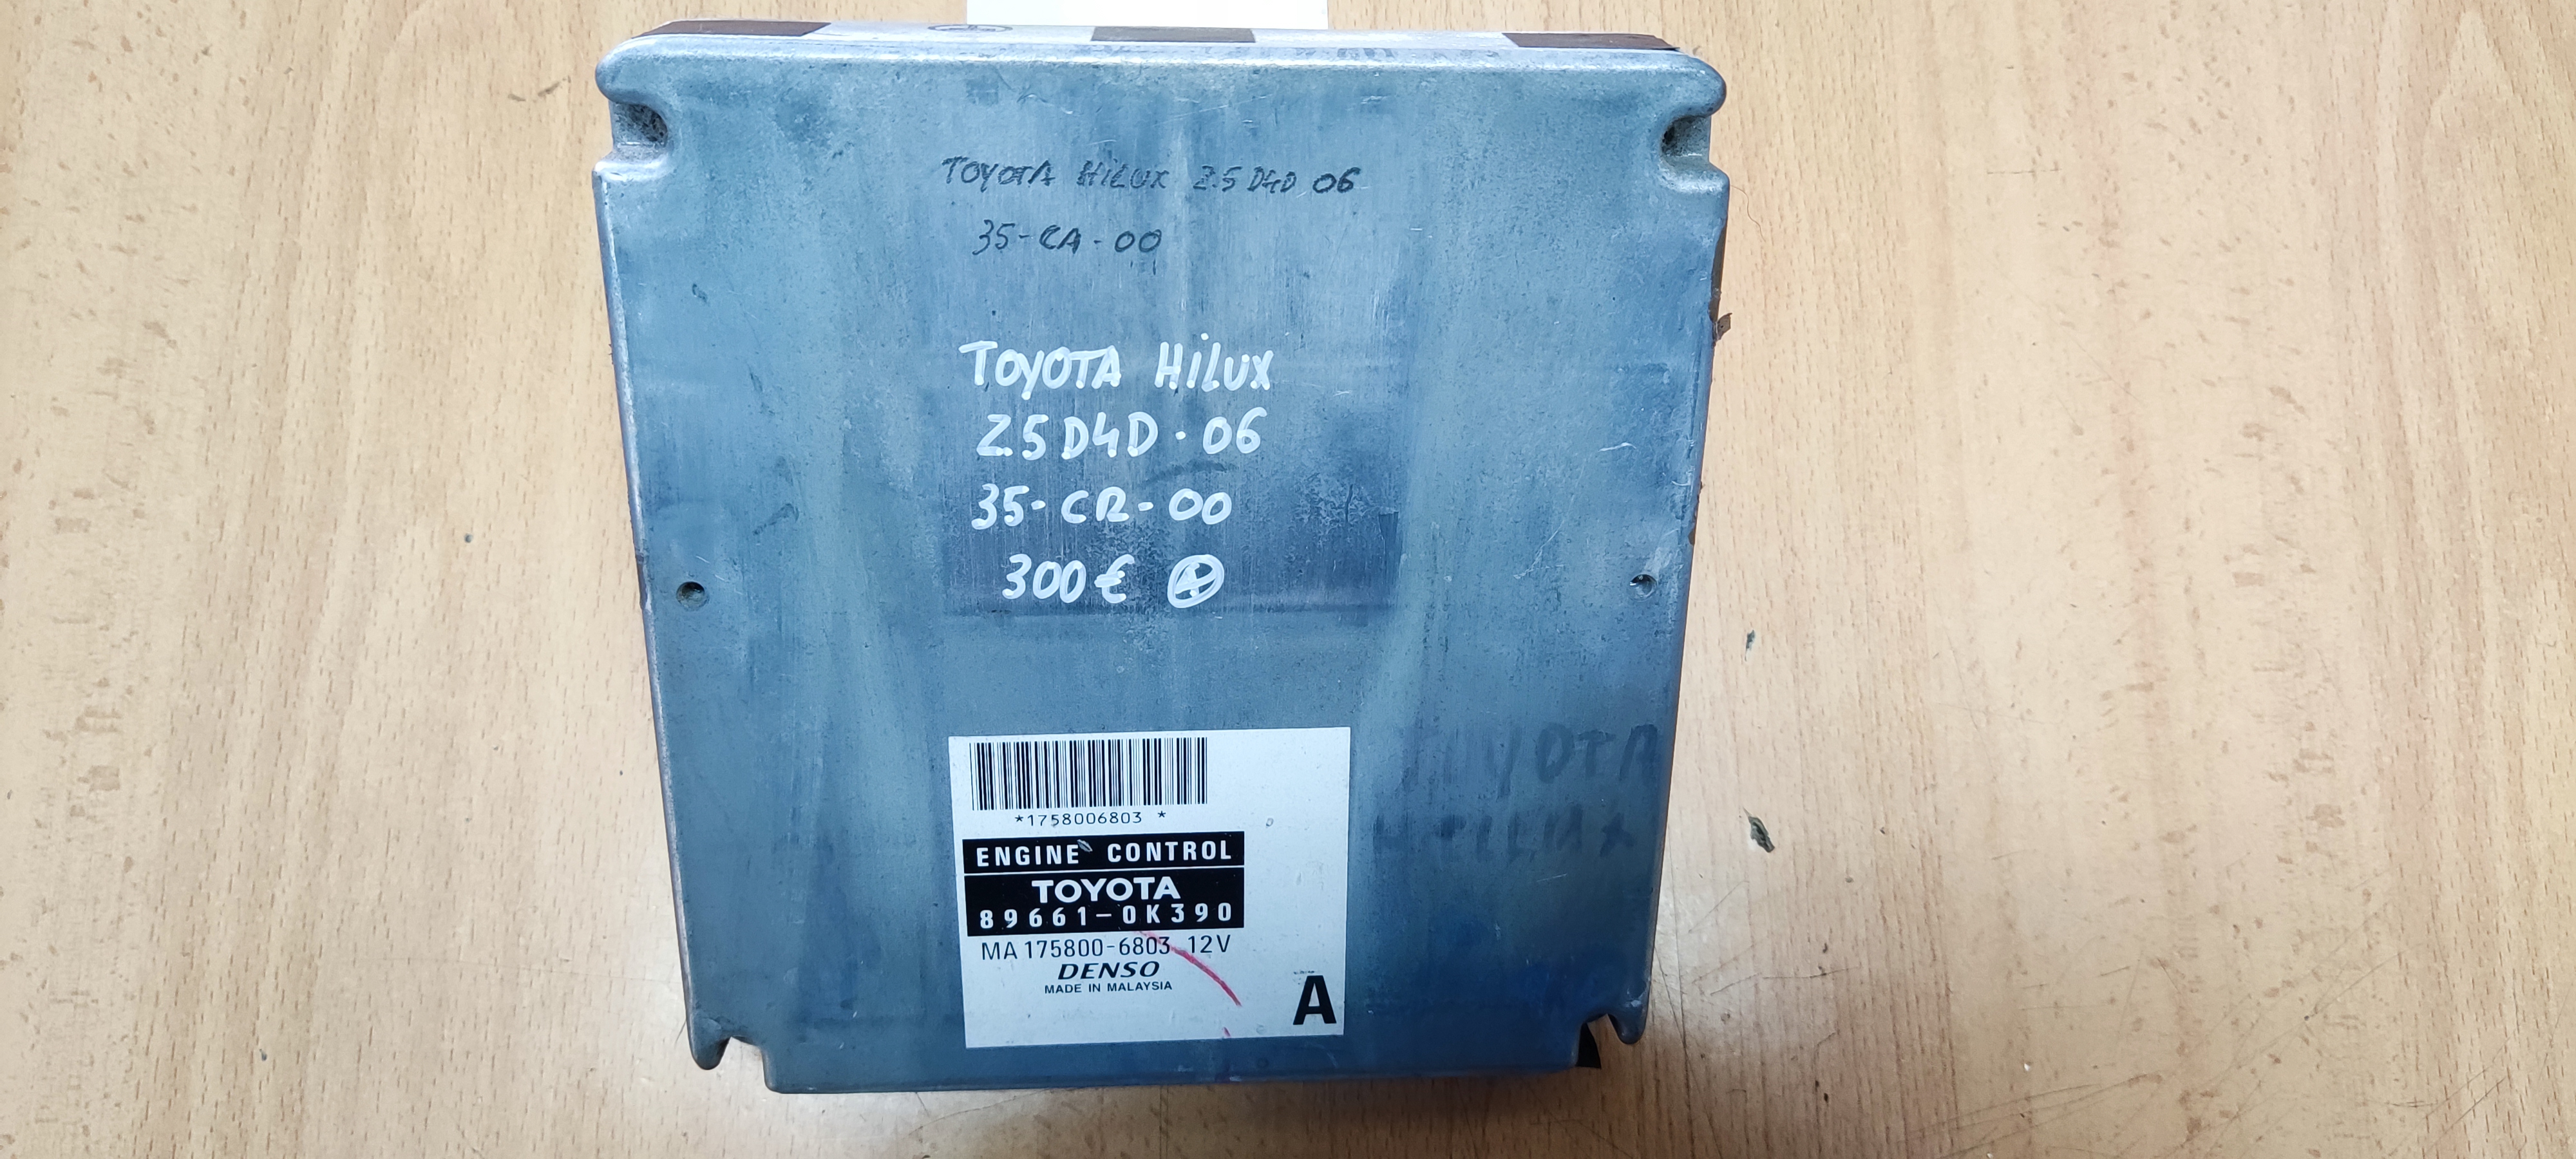 TOYOTA HILUX 2.5 D4D 06
35-CA-00
TOYOTA HiLUX
2.5 D4D · 06
35-CR-00
300€ A
*1758006803 *
ENGINE CONTROL
TOYOTA
89661-0K390
MA 175800-6803 12V
DENSO
MADE IN MALAYSIA
A
TOYOTA
HILUX